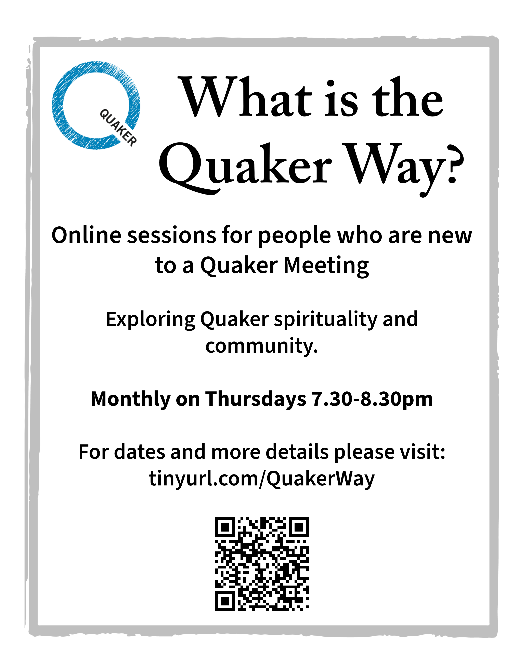 QUAKER
What is the
Quaker Way?
Online sessions for people who are new
to a Quaker Meeting
Exploring Quaker spirituality and
community.
Monthly on Thursdays 7.30-8.30pm
For dates and more details please visit:
tinyurl.com/QuakerWay